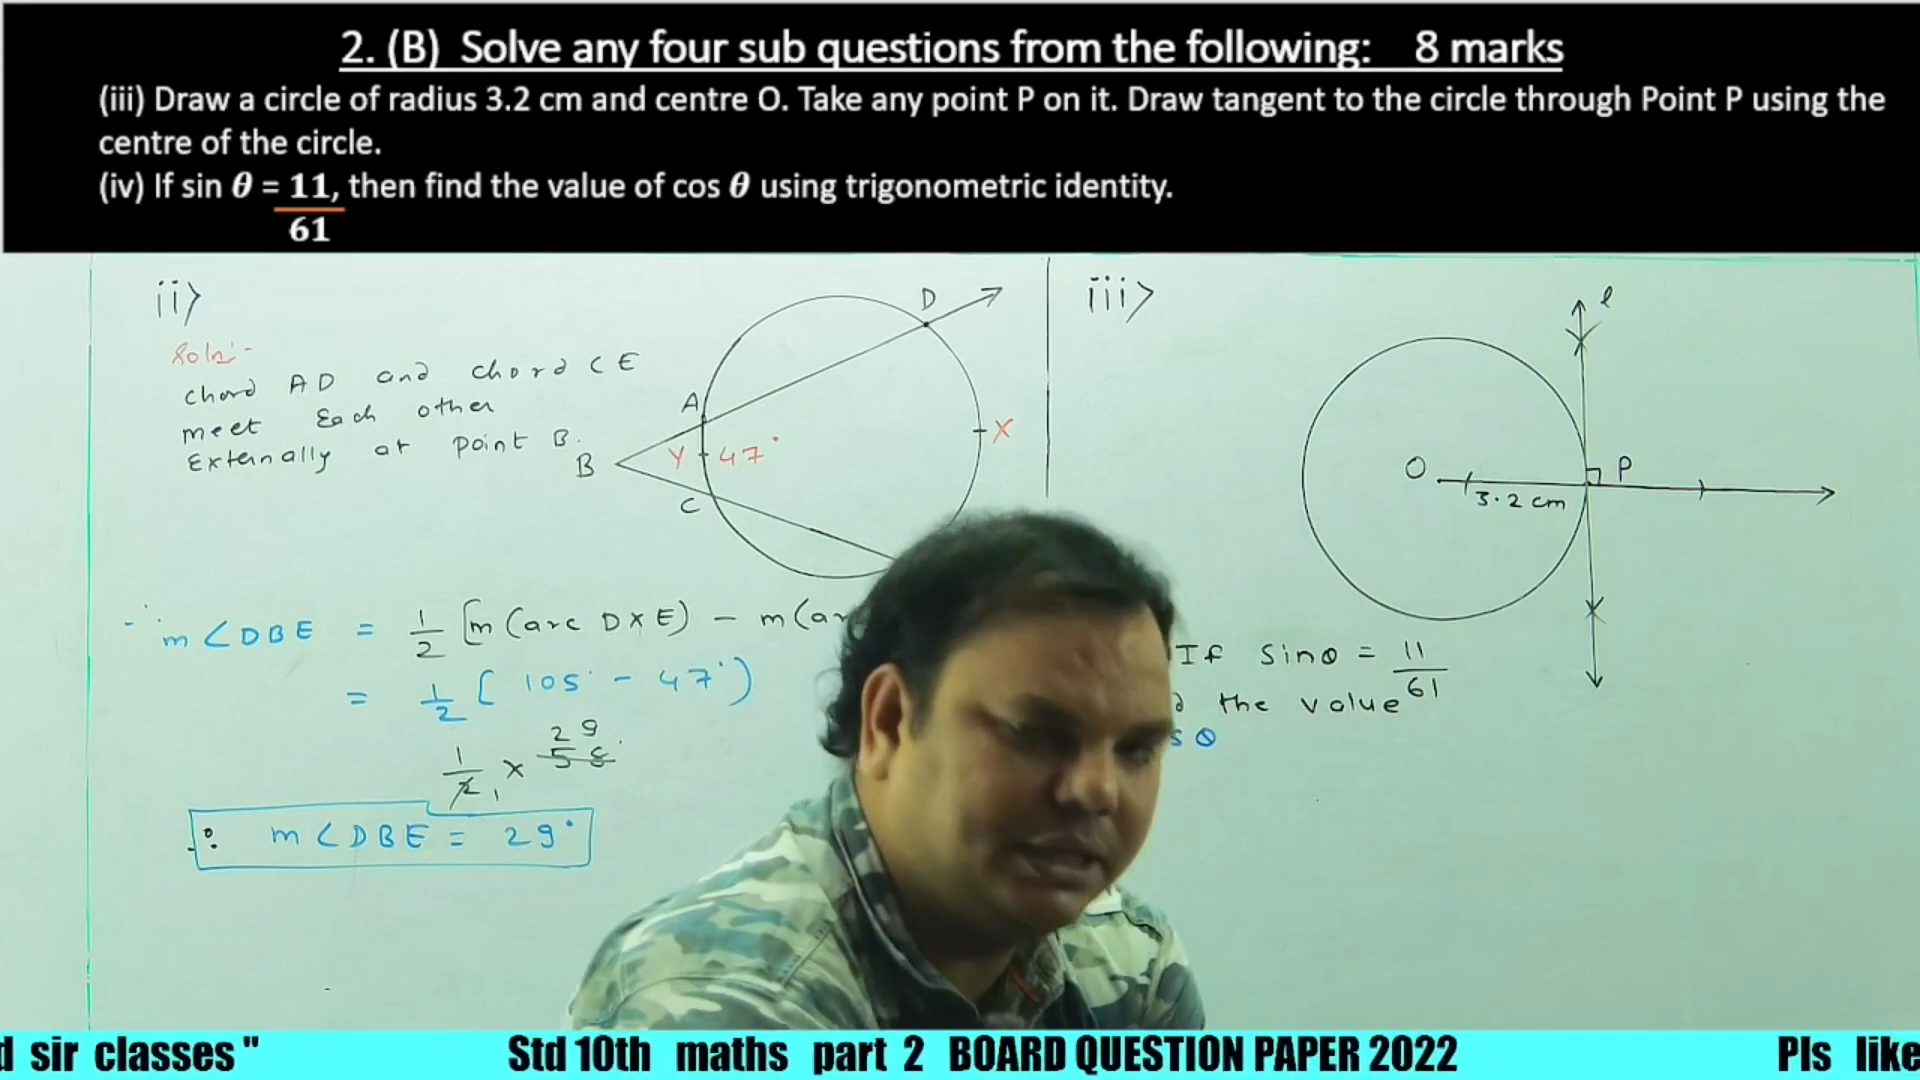 2. (B) Solve any four sub questions from the following: 8 marks
(iii) Draw a circle of radius 3.2 cm and centre O. Take any point P on it. Draw tangent to the circle through Point P using the
centre of the circle.
(iv) If sin θ = 11, then find the value of cos θ using trigonometric identity.
61
ii>
Soln:-
chord AD and chord CE
meet Each other
Externally at point B.
D
A
B
Y 47°
X
C
m∠DBE = 1/2 [m(arc DXE) - m(ar
= 1/2 [105° - 47°)
29
1/2 × 58
1
∴ m∠DBE = 29°
iii>
l
O
P
3.2 cm
If sinθ = 11/61
the value
s θ
d sir classes " Std 10th maths part 2 BOARD QUESTION PAPER 2022 Pls like